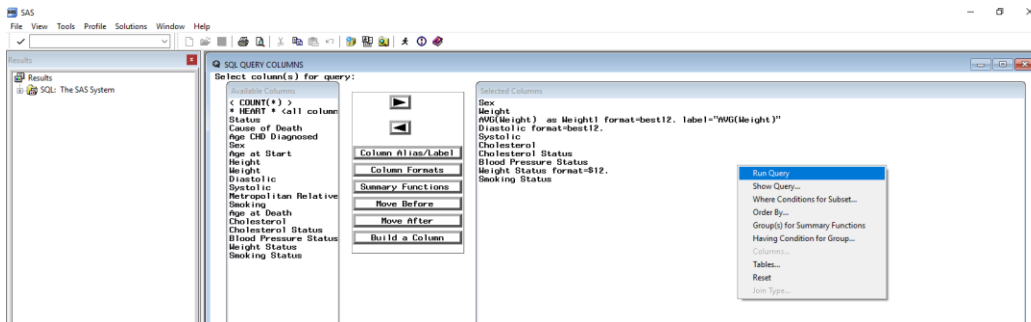 SAS
File View Tools Profile Solutions Window Help
Results
Results
SQL: The SAS System
SQL QUERY COLUMNS
Select column(s) for query:
Available Columns
< COUNT(*) >
* HEART * <all column
Status
Cause of Death
Age CHD Diagnosed
Sex
Age at Start
Height
Weight
Diastolic
Systolic
Metropolitan Relative
Smoking
Age at Death
Cholesterol
Cholesterol Status
Blood Pressure Status
Weight Status
Smoking Status
Column Alias/Label
Column Formats
Summary Functions
Move Before
Move After
Build a Column
Selected Columns
Sex
Weight
AVG(Weight) as Weight1 format=best12. label="AVG(Weight)"
Diastolic format=best12.
Systolic
Cholesterol
Cholesterol Status
Blood Pressure Status
Weight Status format=$12.
Smoking Status
Run Query
Show Query...
Where Conditions for Subset...
Order By...
Group(s) for Summary Functions
Having Condition for Group...
Columns...
Tables...
Reset
Join Type...